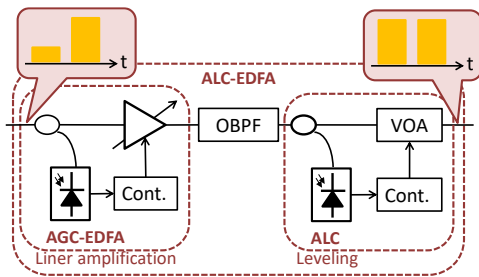 t
t
ALC-EDFA
OBPF
VOA
Cont.
Cont.
AGC-EDFA
Liner amplification
ALC
Leveling